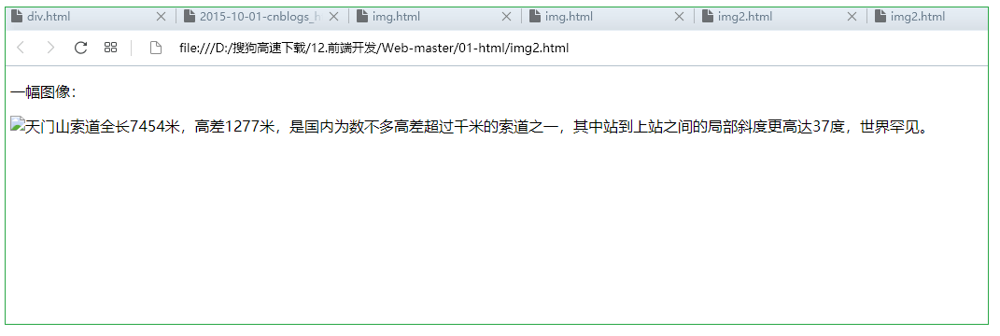 div.html
2015-10-01-cnblogs_h
img.html
img.html
img2.html
img2.html
file:///D:/搜狗高速下载/12.前端开发/Web-master/01-html/img2.html
一幅图像：
天门山索道全长7454米，高差1277米，是国内为数不多高差超过千米的索道之一，其中站到上站之间的局部斜度更高达37度，世界罕见。